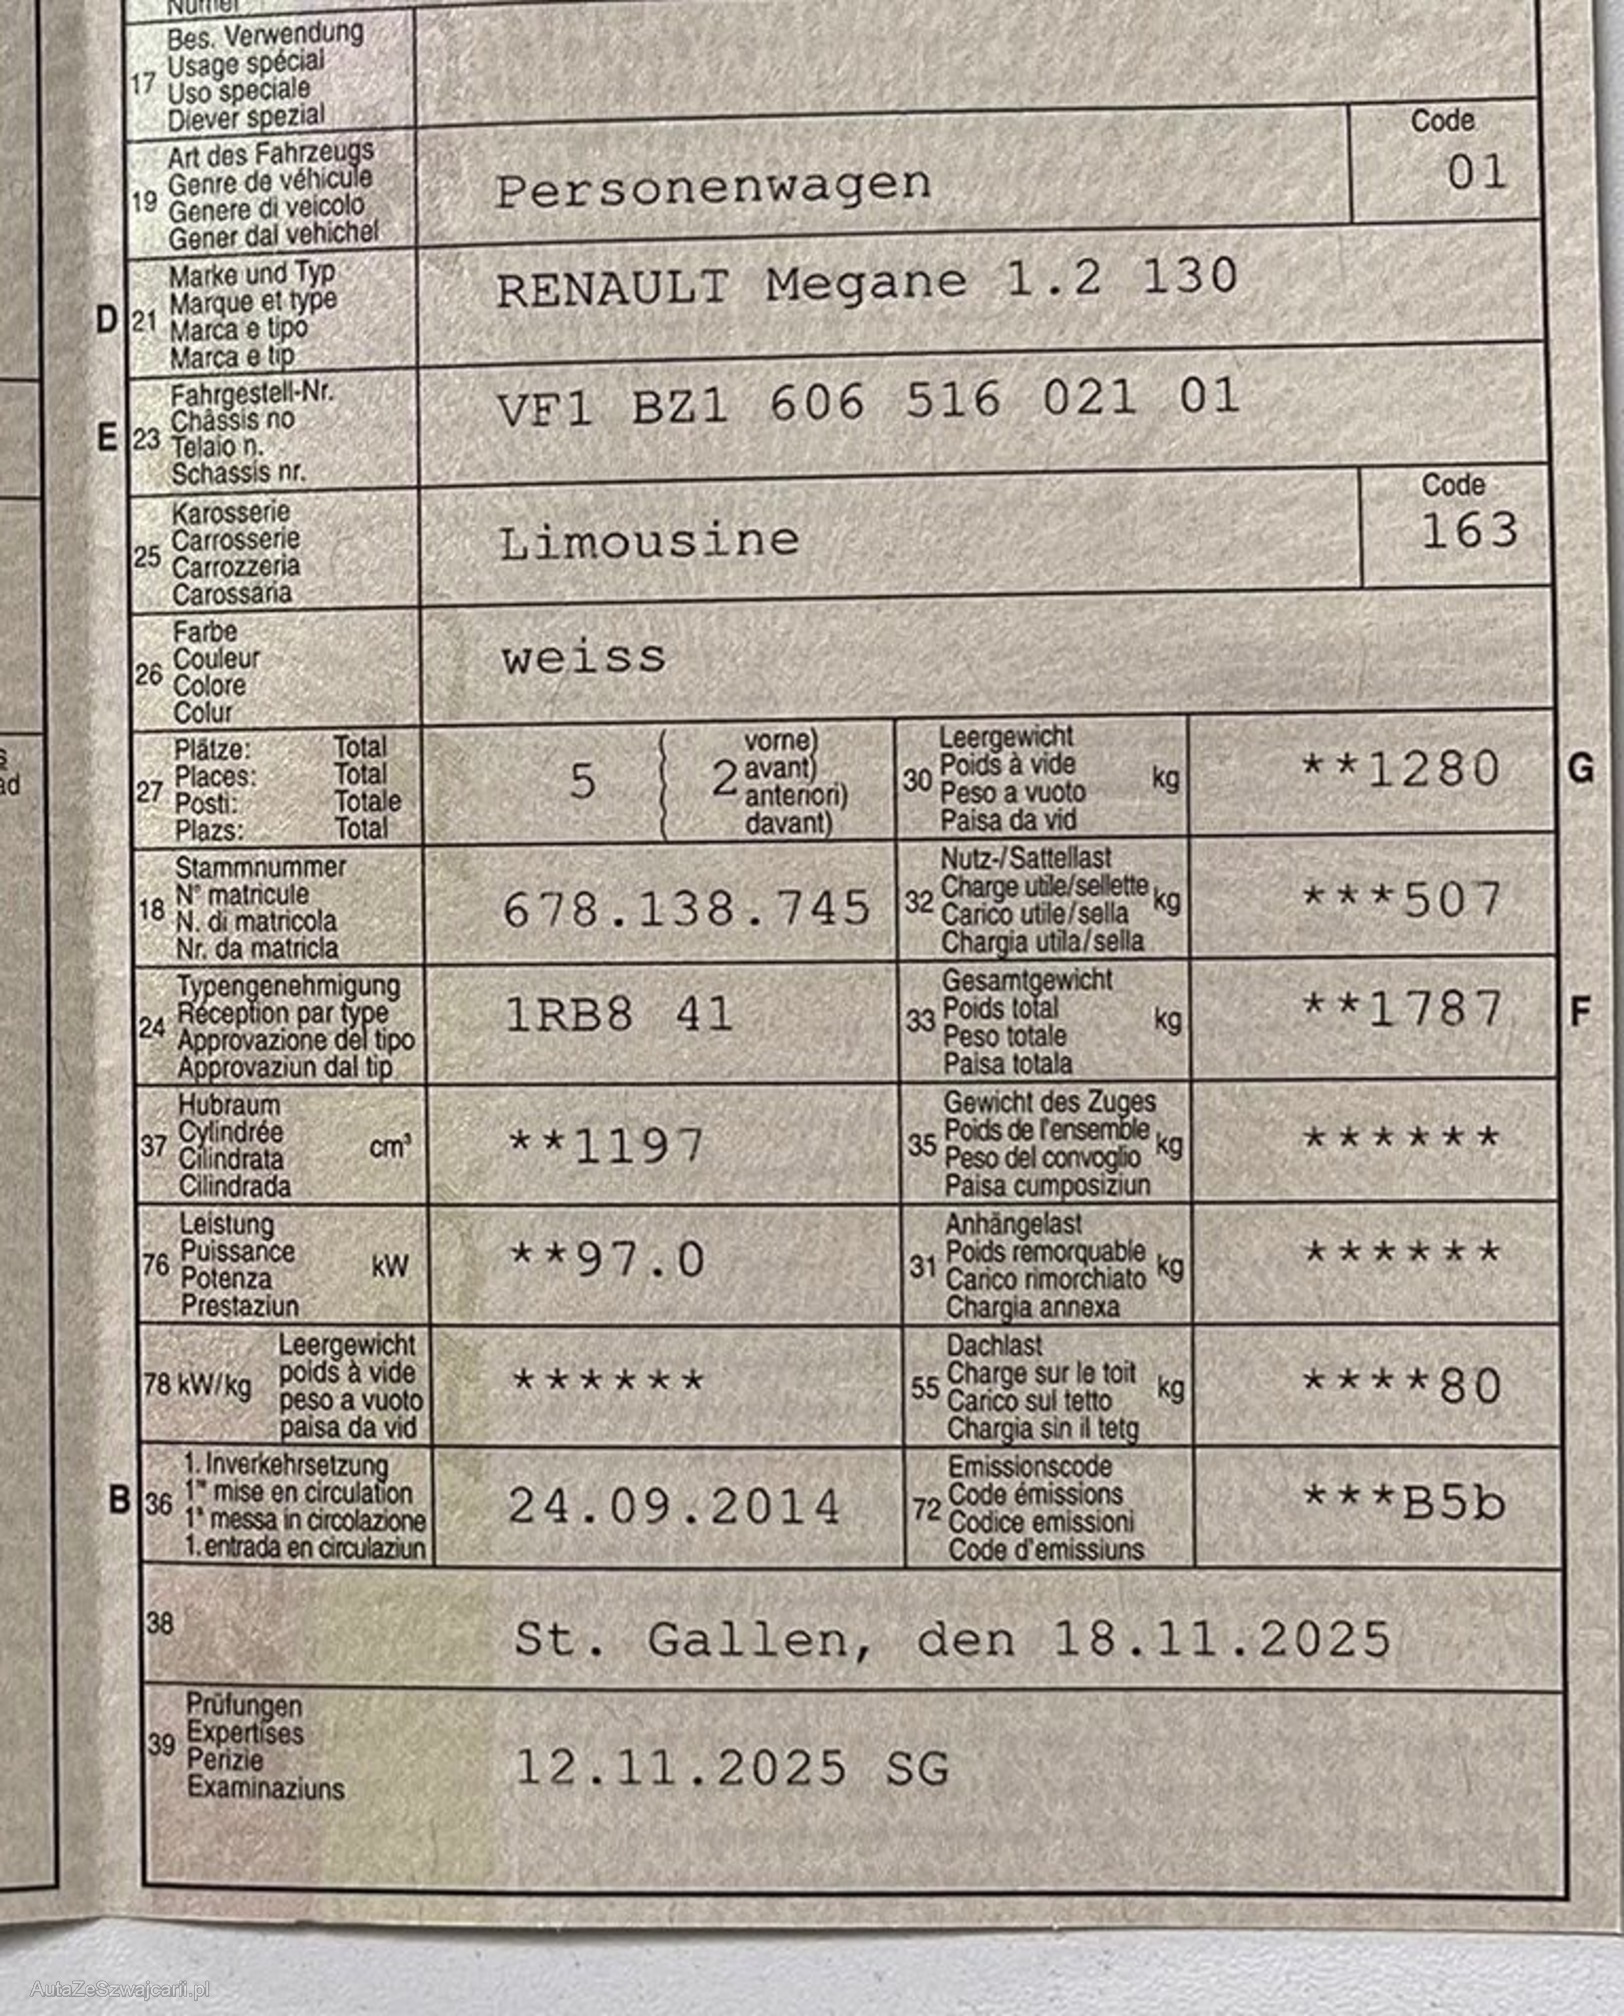 Numer
17 Bes. Verwendung
Usage spécial
Uso speciale
Diever spezial
19 Art des Fahrzeugs
Genre de véhicule
Genere di veicolo
Gener dal vehichel
Personenwagen
Code
01
D 21 Marke und Typ
Marque et type
Marca e tipo
Marca e tip
RENAULT Megane 1.2 130
E 23 Fahrgestell-Nr.
Châssis no
Telaio n.
Schassis nr.
VF1 BZ1 606 516 021 01
25 Karosserie
Carrosserie
Carrozzeria
Carossaria
Limousine
Code
163
26 Farbe
Couleur
Colore
Colur
weiss
27 Plätze: Total
Places: Total
Posti: Totale
Plazs: Total
5 2 vorne)
avant)
anteriori)
davant)
30 Leergewicht
Poids à vide kg
Peso a vuoto
Paisa da vid
**1280 G
18 Stammnummer
N° matricule
N. di matricola
Nr. da matricla
678.138.745
32 Nutz-/Sattellast
Charge utile/sellette kg
Carico utile/sella
Chargia utila/sella
***507
24 Typengenehmigung
Réception par type
Approvazione del tipo
Approvaziun dal tip
1RB8 41
33 Gesamtgewicht
Poids total kg
Peso totale
Paisa totala
**1787 F
37 Hubraum
Cylindrée cm³
Cilindrata
Cilindrada
**1197
35 Gewicht des Zuges
Poids de l'ensemble kg
Peso del convoglio
Paisa cumposiziun
******
76 Leistung
Puissance kW
Potenza
Prestaziun
**97.0
31 Anhängelast
Poids remorquable kg
Carico rimorchiato
Chargia annexa
******
78 kW/kg Leergewicht
poids à vide
peso a vuoto
paisa da vid
******
55 Dachlast
Charge sur le toit kg
Carico sul tetto
Chargia sin il tetg
****80
B 36 1. Inverkehrsetzung
1re mise en circulation
1a messa in circolazione
1. entrada en circulaziun
24.09.2014
72 Emissionscode
Code émissions
Codice emissioni
Code d'emissiuns
***B5b
38 St. Gallen, den 18.11.2025
39 Prüfungen
Expertises
Perizie
Examinaziuns
12.11.2025 SG
AutaZeSzwajcarii.pl